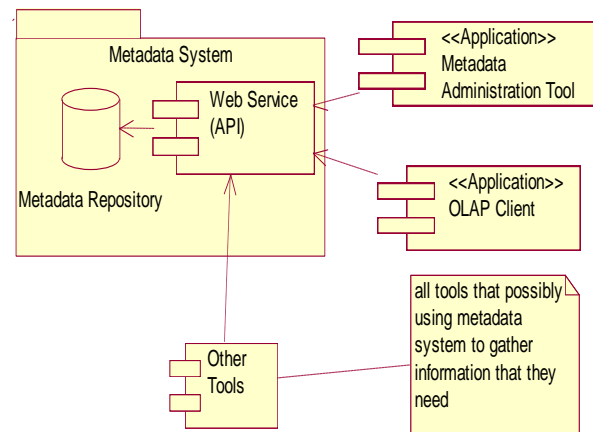 Metadata System
Web Service
(API)
Metadata Repository
<<Application>>
Metadata
Administration Tool
<<Application>>
OLAP Client
Other
Tools
all tools that possibly
using metadata
system to gather
information that they
need